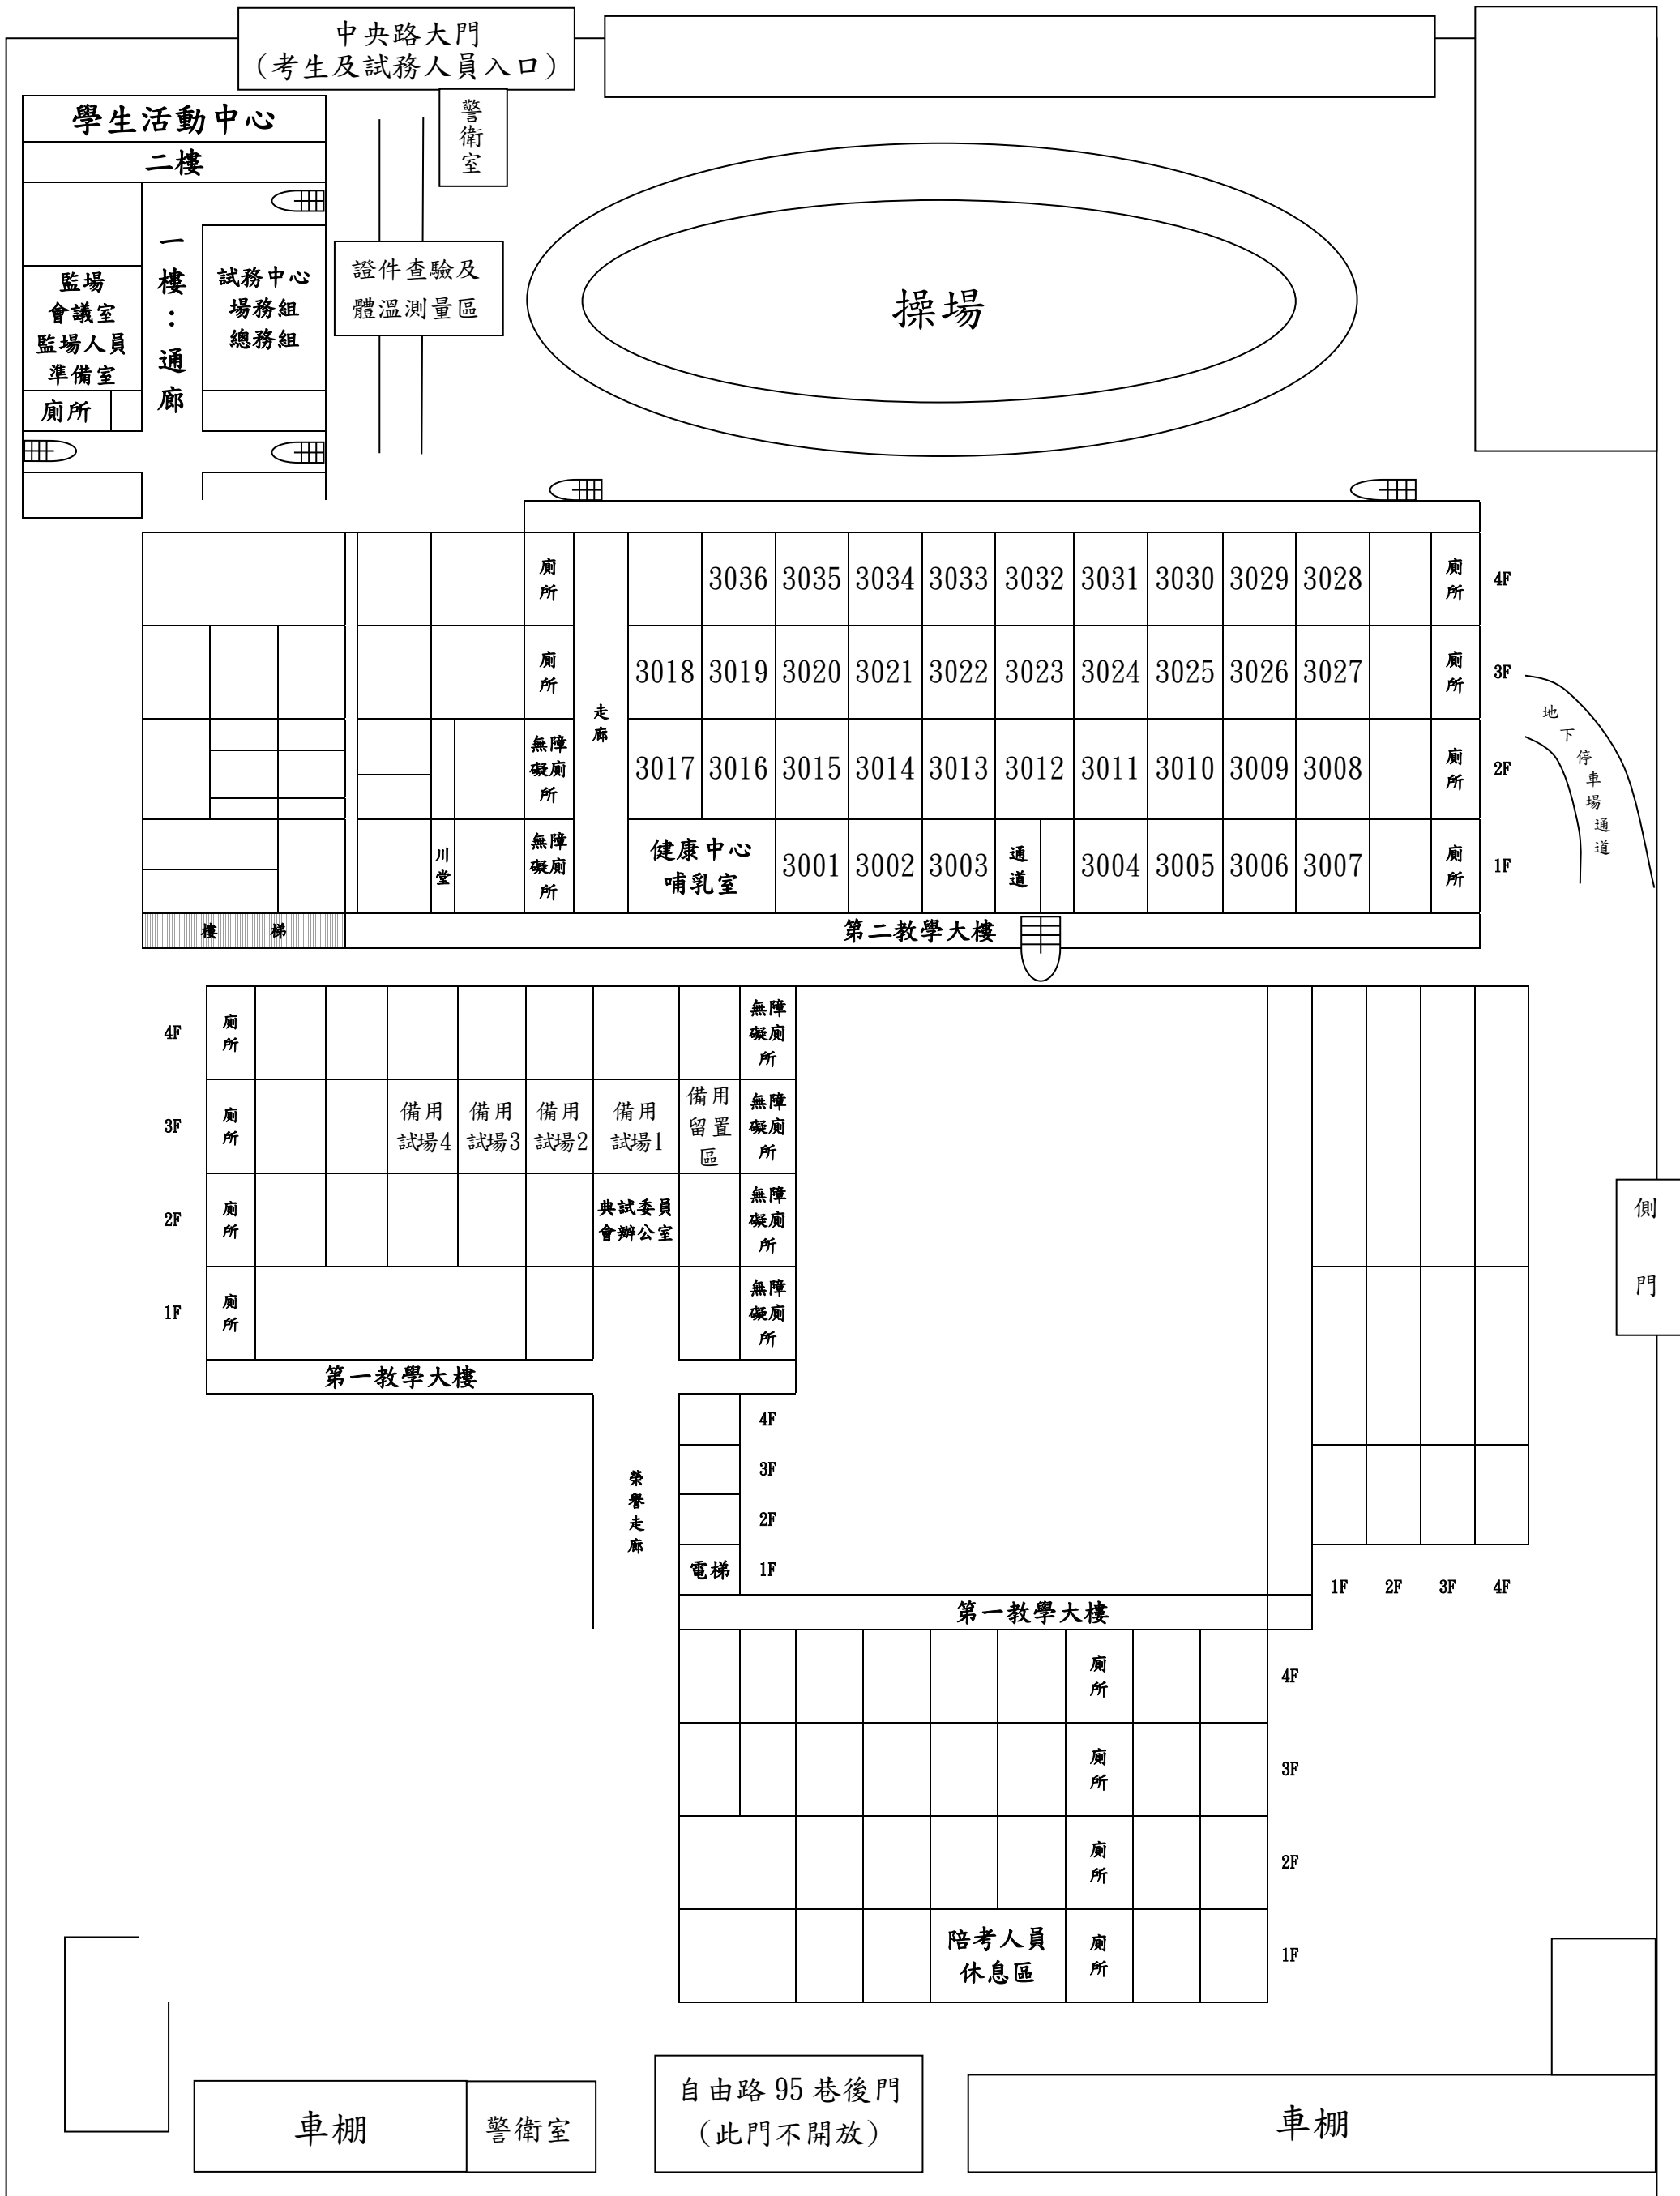 中央路大門
（考生及試務人員入口）
警衛室
學生活動中心
二樓
一樓：通廊
監場
會議室
監場人員
準備室
廁所
試務中心
場務組
總務組
證件查驗及
體溫測量區
操場
廁所
3036 3035 3034 3033 3032 3031 3030 3029 3028
廁所
4F
廁所
3018 3019 3020 3021 3022 3023 3024 3025 3026 3027
廁所
3F
走廊
無障礙廁所
3017 3016 3015 3014 3013 3012 3011 3010 3009 3008
廁所
2F
川堂
無障礙廁所
健康中心
哺乳室
3001 3002 3003
通道
3004 3005 3006 3007
廁所
1F
地下停車場通道
樓梯
第二教學大樓
4F
廁所
無障礙廁所
3F
廁所
備用
試場4
備用
試場3
備用
試場2
備用
試場1
備用
留置
區
無障礙廁所
2F
廁所
典試委員
會辦公室
無障礙廁所
1F
廁所
無障礙廁所
第一教學大樓
側門
榮譽走廊
4F
3F
2F
電梯 1F
1F 2F 3F 4F
第一教學大樓
廁所
4F
廁所
3F
廁所
2F
陪考人員
休息區
廁所
1F
車棚
警衛室
自由路 95 巷後門
（此門不開放）
車棚